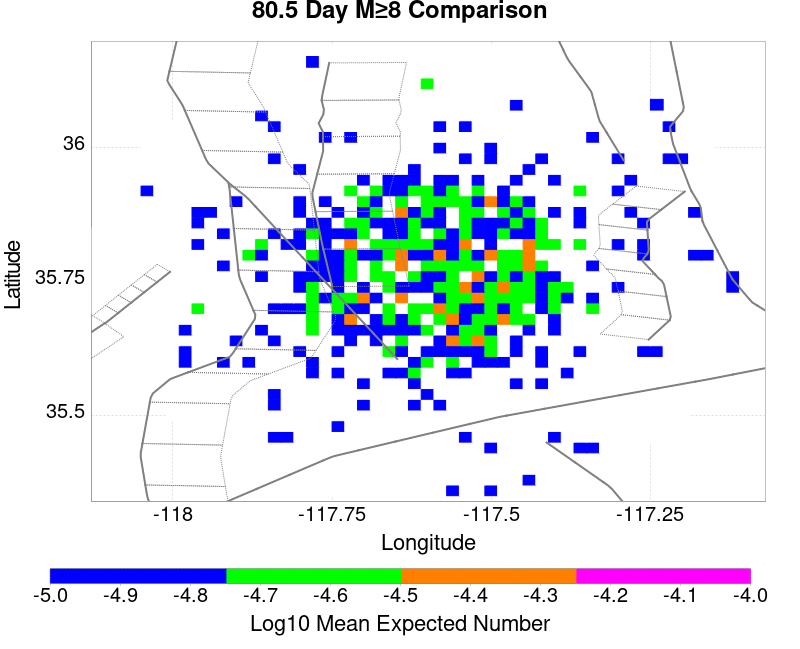 80.5 Day M≥8 Comparison
Latitude
36
35.75
35.5
-118 -117.75 -117.5 -117.25
Longitude
-5.0 -4.9 -4.8 -4.7 -4.6 -4.5 -4.4 -4.3 -4.2 -4.1 -4.0
Log10 Mean Expected Number